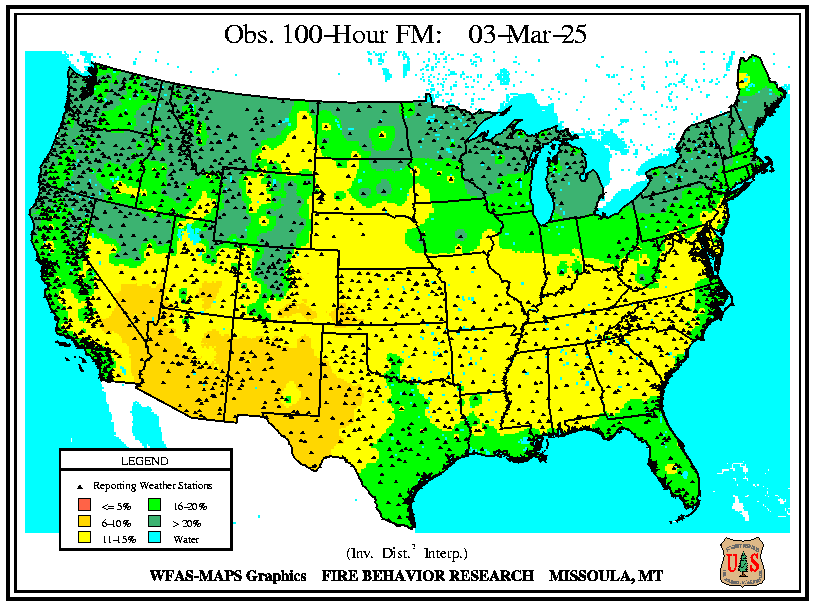 Obs. 100-Hour FM: 03-Mar-25
LEGEND
Reporting Weather Stations
<= 5% 16-20%
6-10% > 20%
11-15% Water
(Inv. Dist.² Interp.)
WFAS-MAPS Graphics FIRE BEHAVIOR RESEARCH MISSOULA, MT
U S